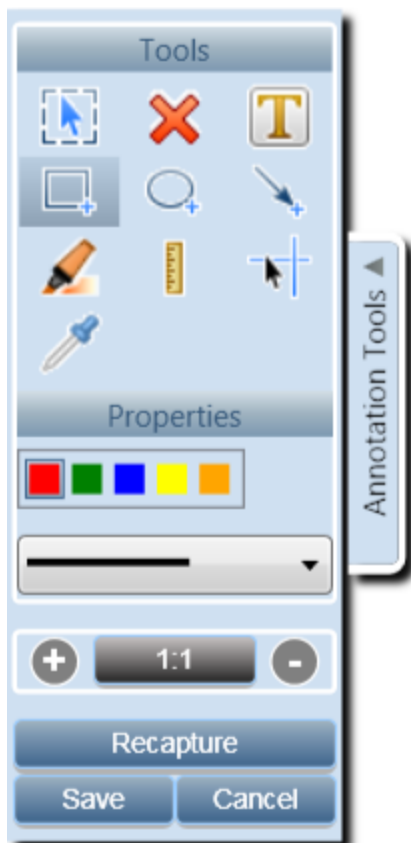 Tools
T
Properties
Annotation Tools
+ 1:1 -
Recapture
Save Cancel